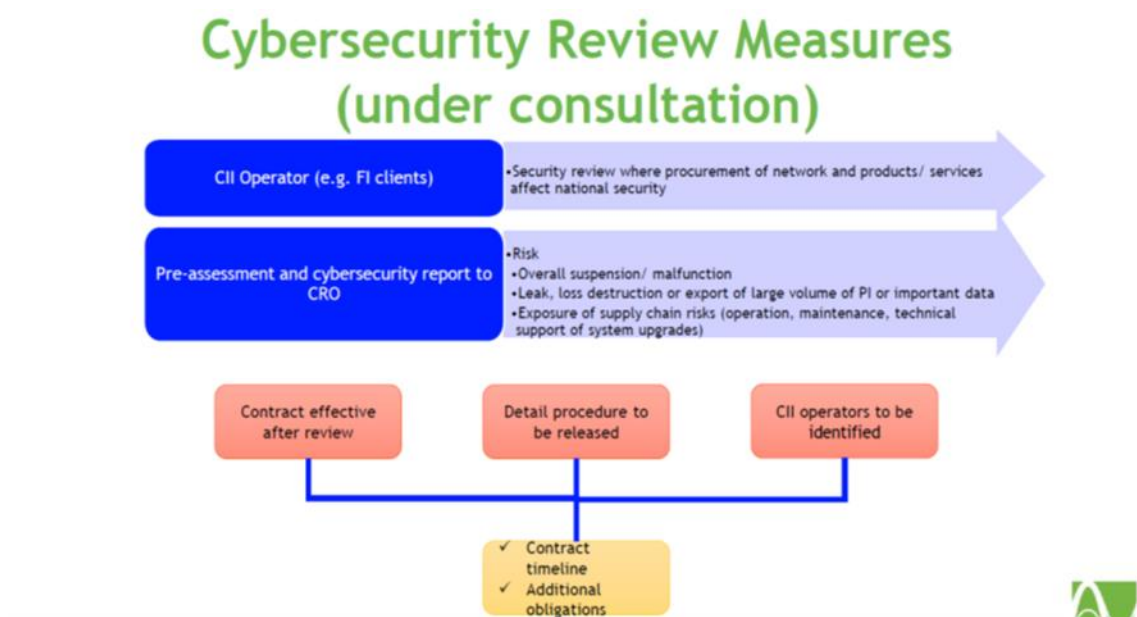 Cybersecurity Review Measures
(under consultation)
CII Operator (e.g. FI clients)
•Security review where procurement of network and products/ services
affect national security
Pre-assessment and cybersecurity report to
CRO
•Risk
•Overall suspension/ malfunction
•Leak, loss destruction or export of large volume of PI or important data
•Exposure of supply chain risks (operation, maintenance, technical
support of system upgrades)
Contract effective
after review
Detail procedure to
be released
CII operators to be
identified
✓ Contract
timeline
✓ Additional
obligations